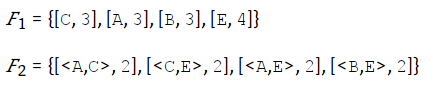 F₁ = {[C, 3], [A, 3], [B, 3], [E, 4]}
F₂ = {[<A,C>, 2], [<C,E>, 2], [<A,E>, 2], [<B,E>, 2]}